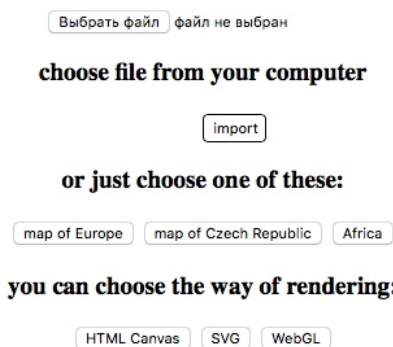 Выбрать файл файл не выбран
choose file from your computer
import
or just choose one of these:
map of Europe map of Czech Republic Africa
you can choose the way of rendering:
HTML Canvas SVG WebGL